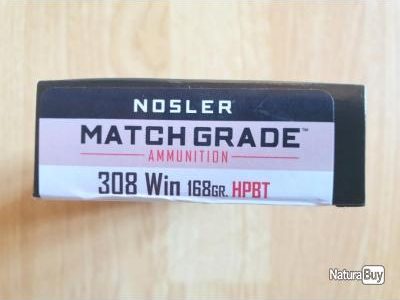 NOSLER®
MATCH GRADE™
AMMUNITION
308 Win 168GR. HPBT
NaturaBuy